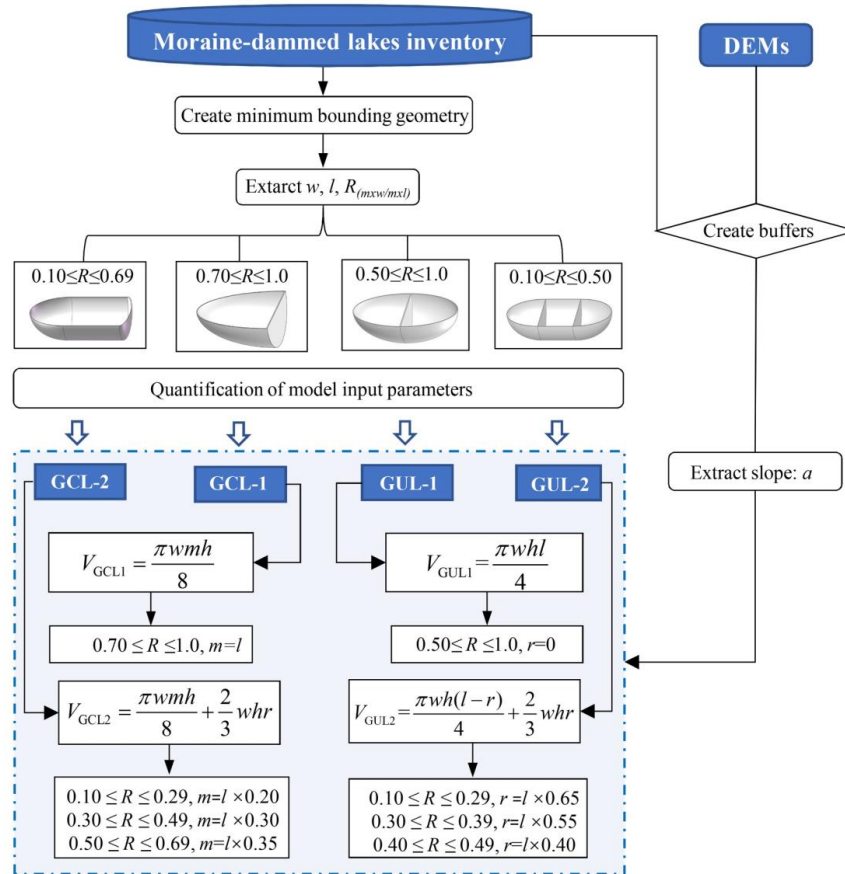 Moraine-dammed lakes inventory
DEMs
Create minimum bounding geometry
Extarct w, l, R(mxw/mxl)
Create buffers
0.10≤R≤0.69
0.70≤R≤1.0
0.50≤R≤1.0
0.10≤R≤0.50
Quantification of model input parameters
GCL-2
GCL-1
GUL-1
GUL-2
Extract slope: a
V_GCL1 = πwmh/8
V_GUL1 = πwhl/4
0.70 ≤ R ≤1.0, m=l
0.50≤ R ≤1.0, r=0
V_GCL2 = πwmh/8 + 2/3 whr
V_GUL2 = πwh(l−r)/4 + 2/3 whr
0.10 ≤ R ≤ 0.29, m=l ×0.20
0.30 ≤ R ≤ 0.49, m=l ×0.30
0.50 ≤ R ≤ 0.69, m=l×0.35
0.10 ≤ R ≤ 0.29, r =l ×0.65
0.30 ≤ R ≤ 0.39, r=l ×0.55
0.40 ≤ R ≤ 0.49, r=l×0.40